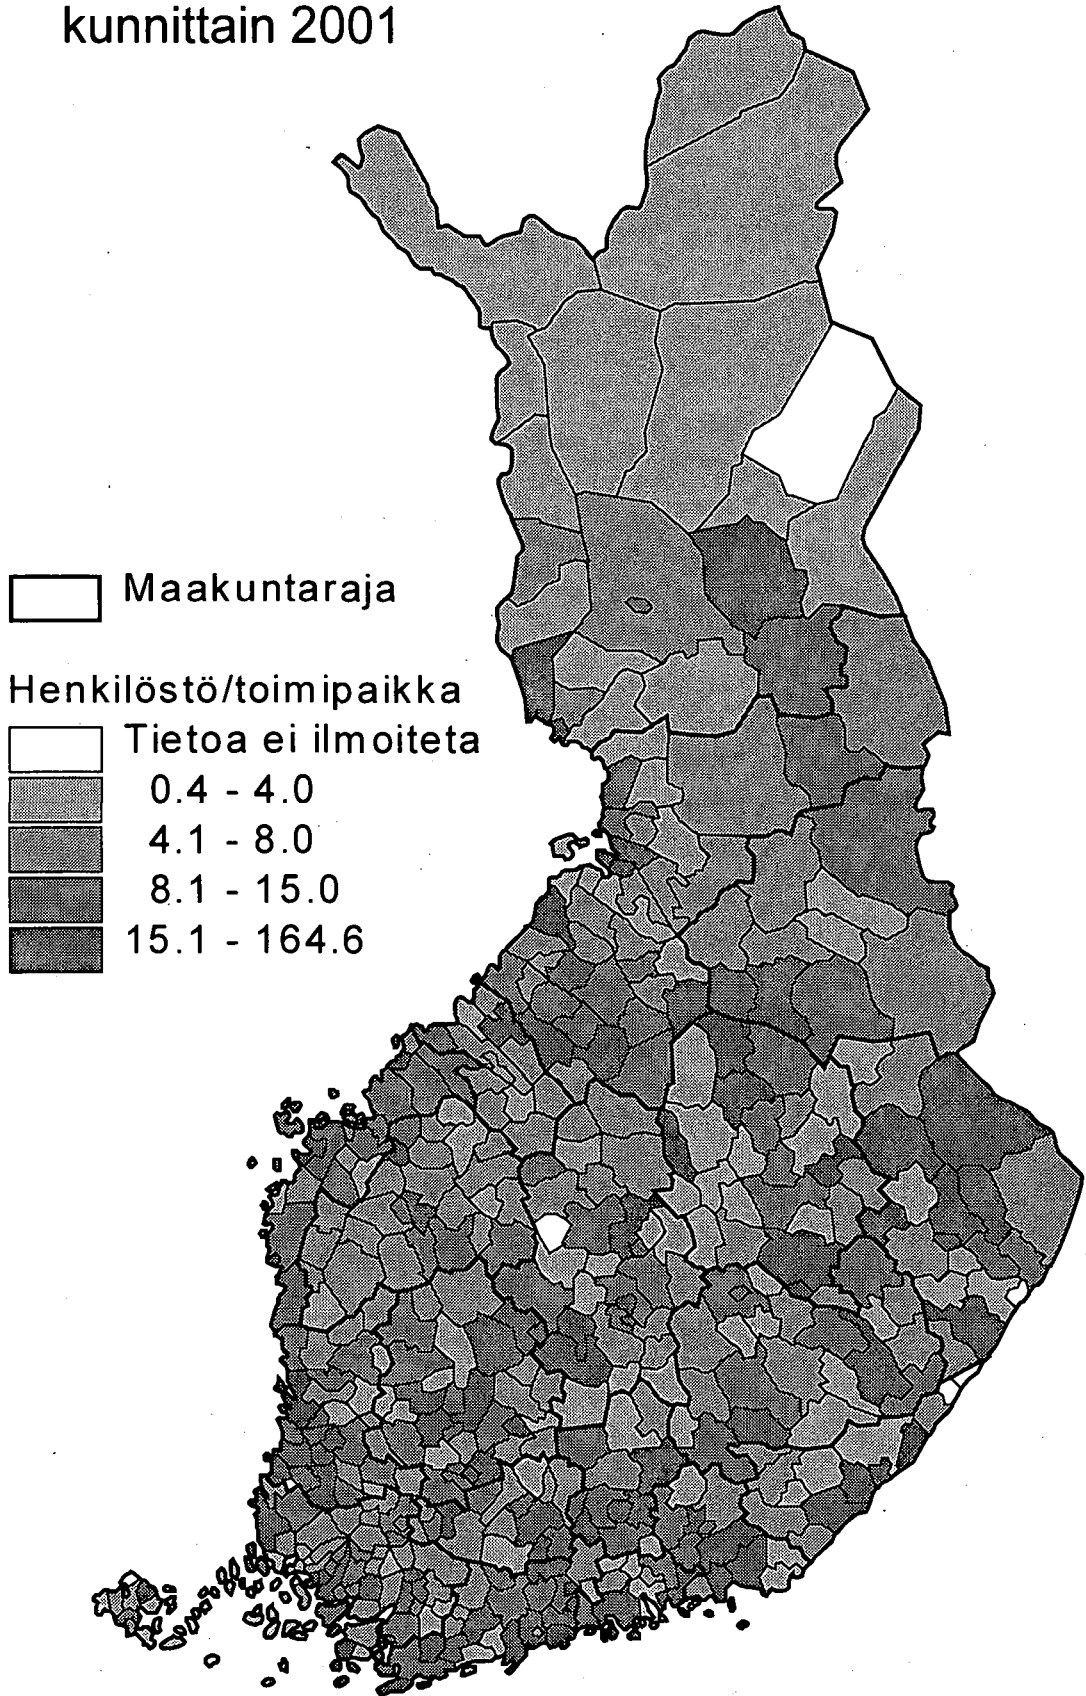 kunnittain 2001
Maakuntaraja
Henkilöstö/toimipaikka
Tietoa ei ilmoiteta
0.4 - 4.0
4.1 - 8.0
8.1 - 15.0
15.1 - 164.6